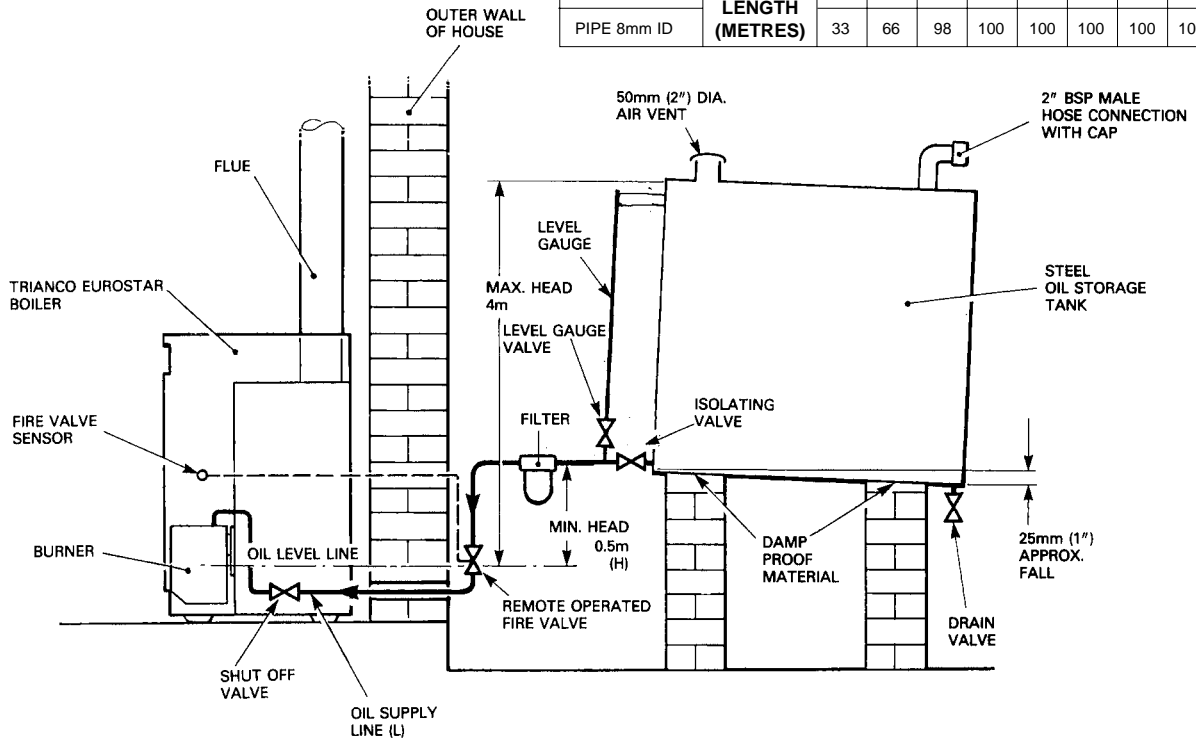 LENGTH
(METRES)
PIPE 8mm ID
33 66 98 100 100 100 100
OUTER WALL
OF HOUSE
50mm (2") DIA.
AIR VENT
2" BSP MALE
HOSE CONNECTION
WITH CAP
FLUE
LEVEL
GAUGE
STEEL
OIL STORAGE
TANK
TRIANCO EUROSTAR
BOILER
MAX. HEAD
4m
LEVEL GAUGE
VALVE
ISOLATING
VALVE
FILTER
FIRE VALVE
SENSOR
MIN. HEAD
0.5m
(H)
DAMP
PROOF
MATERIAL
25mm (1")
APPROX.
FALL
BURNER
OIL LEVEL LINE
REMOTE OPERATED
FIRE VALVE
DRAIN
VALVE
SHUT OFF
VALVE
OIL SUPPLY
LINE (L)